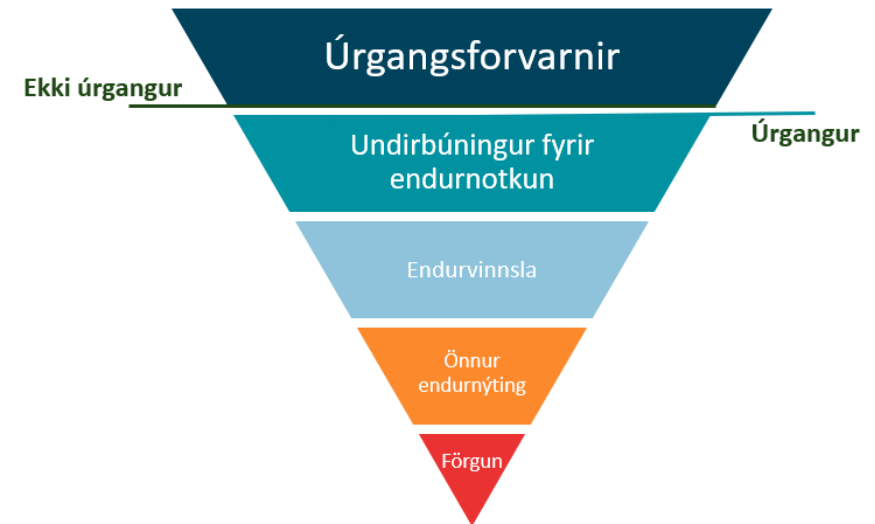 Úrgangsforvarnir
Ekki úrgangur
Úrgangur
Undirbúningur fyrir
endurnotkun
Endurvinnsla
Önnur
endurnýting
Förgun